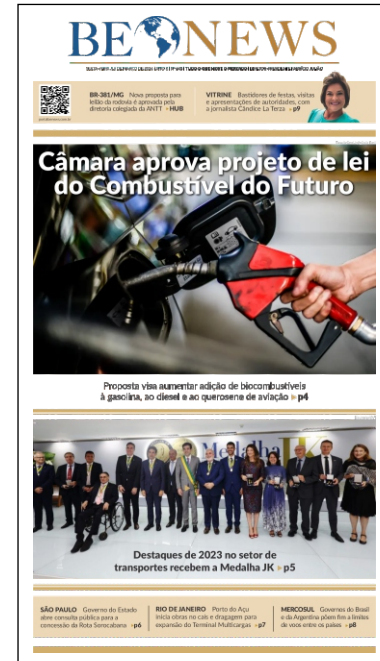 BE NEWS
BR-381/MG Nova proposta para
leilão da rodovia é aprovada pela
diretoria colegiada da ANTT ▸ HUB
VITRINE Bastidores de festas, visitas
e apresentações de autoridades, com
a jornalista Cândice La Terza ▸ p9
Câmara aprova projeto de lei
do Combustível do Futuro
Proposta visa aumentar adição de biocombustíveis
à gasolina, ao diesel e ao querosene de aviação ▸ p4
Medalha JK
Destaques de 2023 no setor de
transportes recebem a Medalha JK ▸ p5
SÃO PAULO Governo do Estado
abre consulta pública para a
concessão da Rota Sorocabana ▸ p6
RIO DE JANEIRO Porto do Açu
inicia obras no cais e dragagem para
expansão do Terminal Multicargas ▸ p7
MERCOSUL Governos do Brasil
e da Argentina põem fim a limites
de voos entre os países ▸ p8